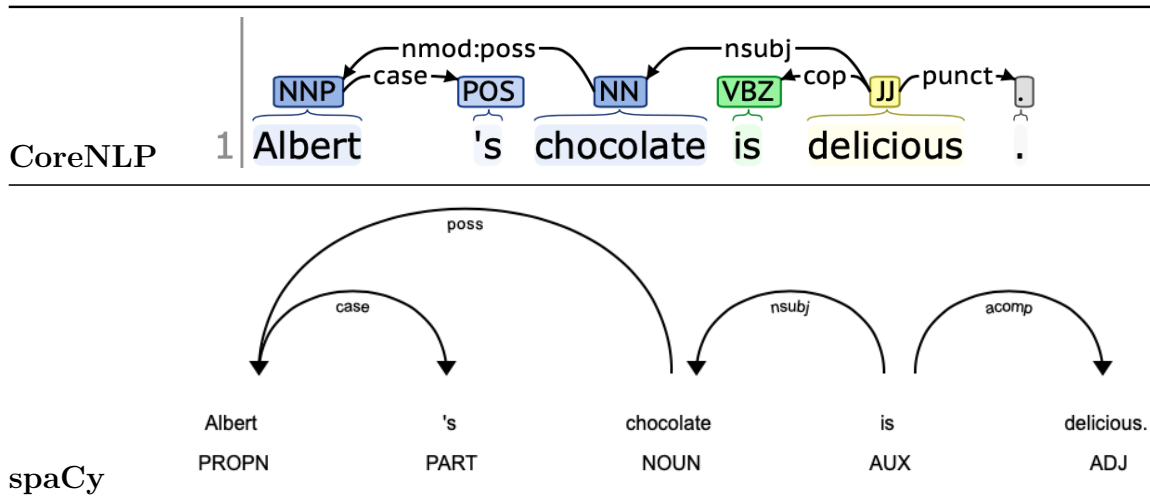 nmod:poss nsubj
case cop punct
NNP POS NN VBZ JJ .
CoreNLP 1 Albert 's chocolate is delicious .
poss
case nsubj acomp
Albert 's chocolate is delicious.
PROPN PART NOUN AUX ADJ
spaCy